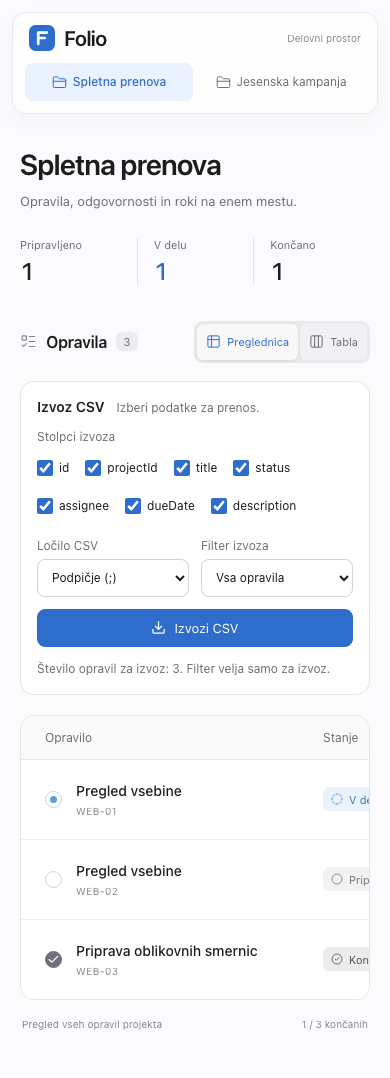 F Folio Delovni prostor
Spletna prenova Jesenska kampanja
Spletna prenova
Opravila, odgovornosti in roki na enem mestu.
Pripravljeno V delu Končano
1 1 1
Opravila 3 Preglednica Tabla
Izvoz CSV Izberi podatke za prenos.
Stolpci izvoza
id projectId title status
assignee dueDate description
Ločilo CSV Filter izvoza
Podpičje (;) Vsa opravila
Izvozi CSV
Število opravil za izvoz: 3. Filter velja samo za izvoz.
Opravilo Stanje
Pregled vsebine V de
WEB-01
Pregled vsebine Prip
WEB-02
Priprava oblikovnih smernic Kon
WEB-03
Pregled vseh opravil projekta 1 / 3 končanih